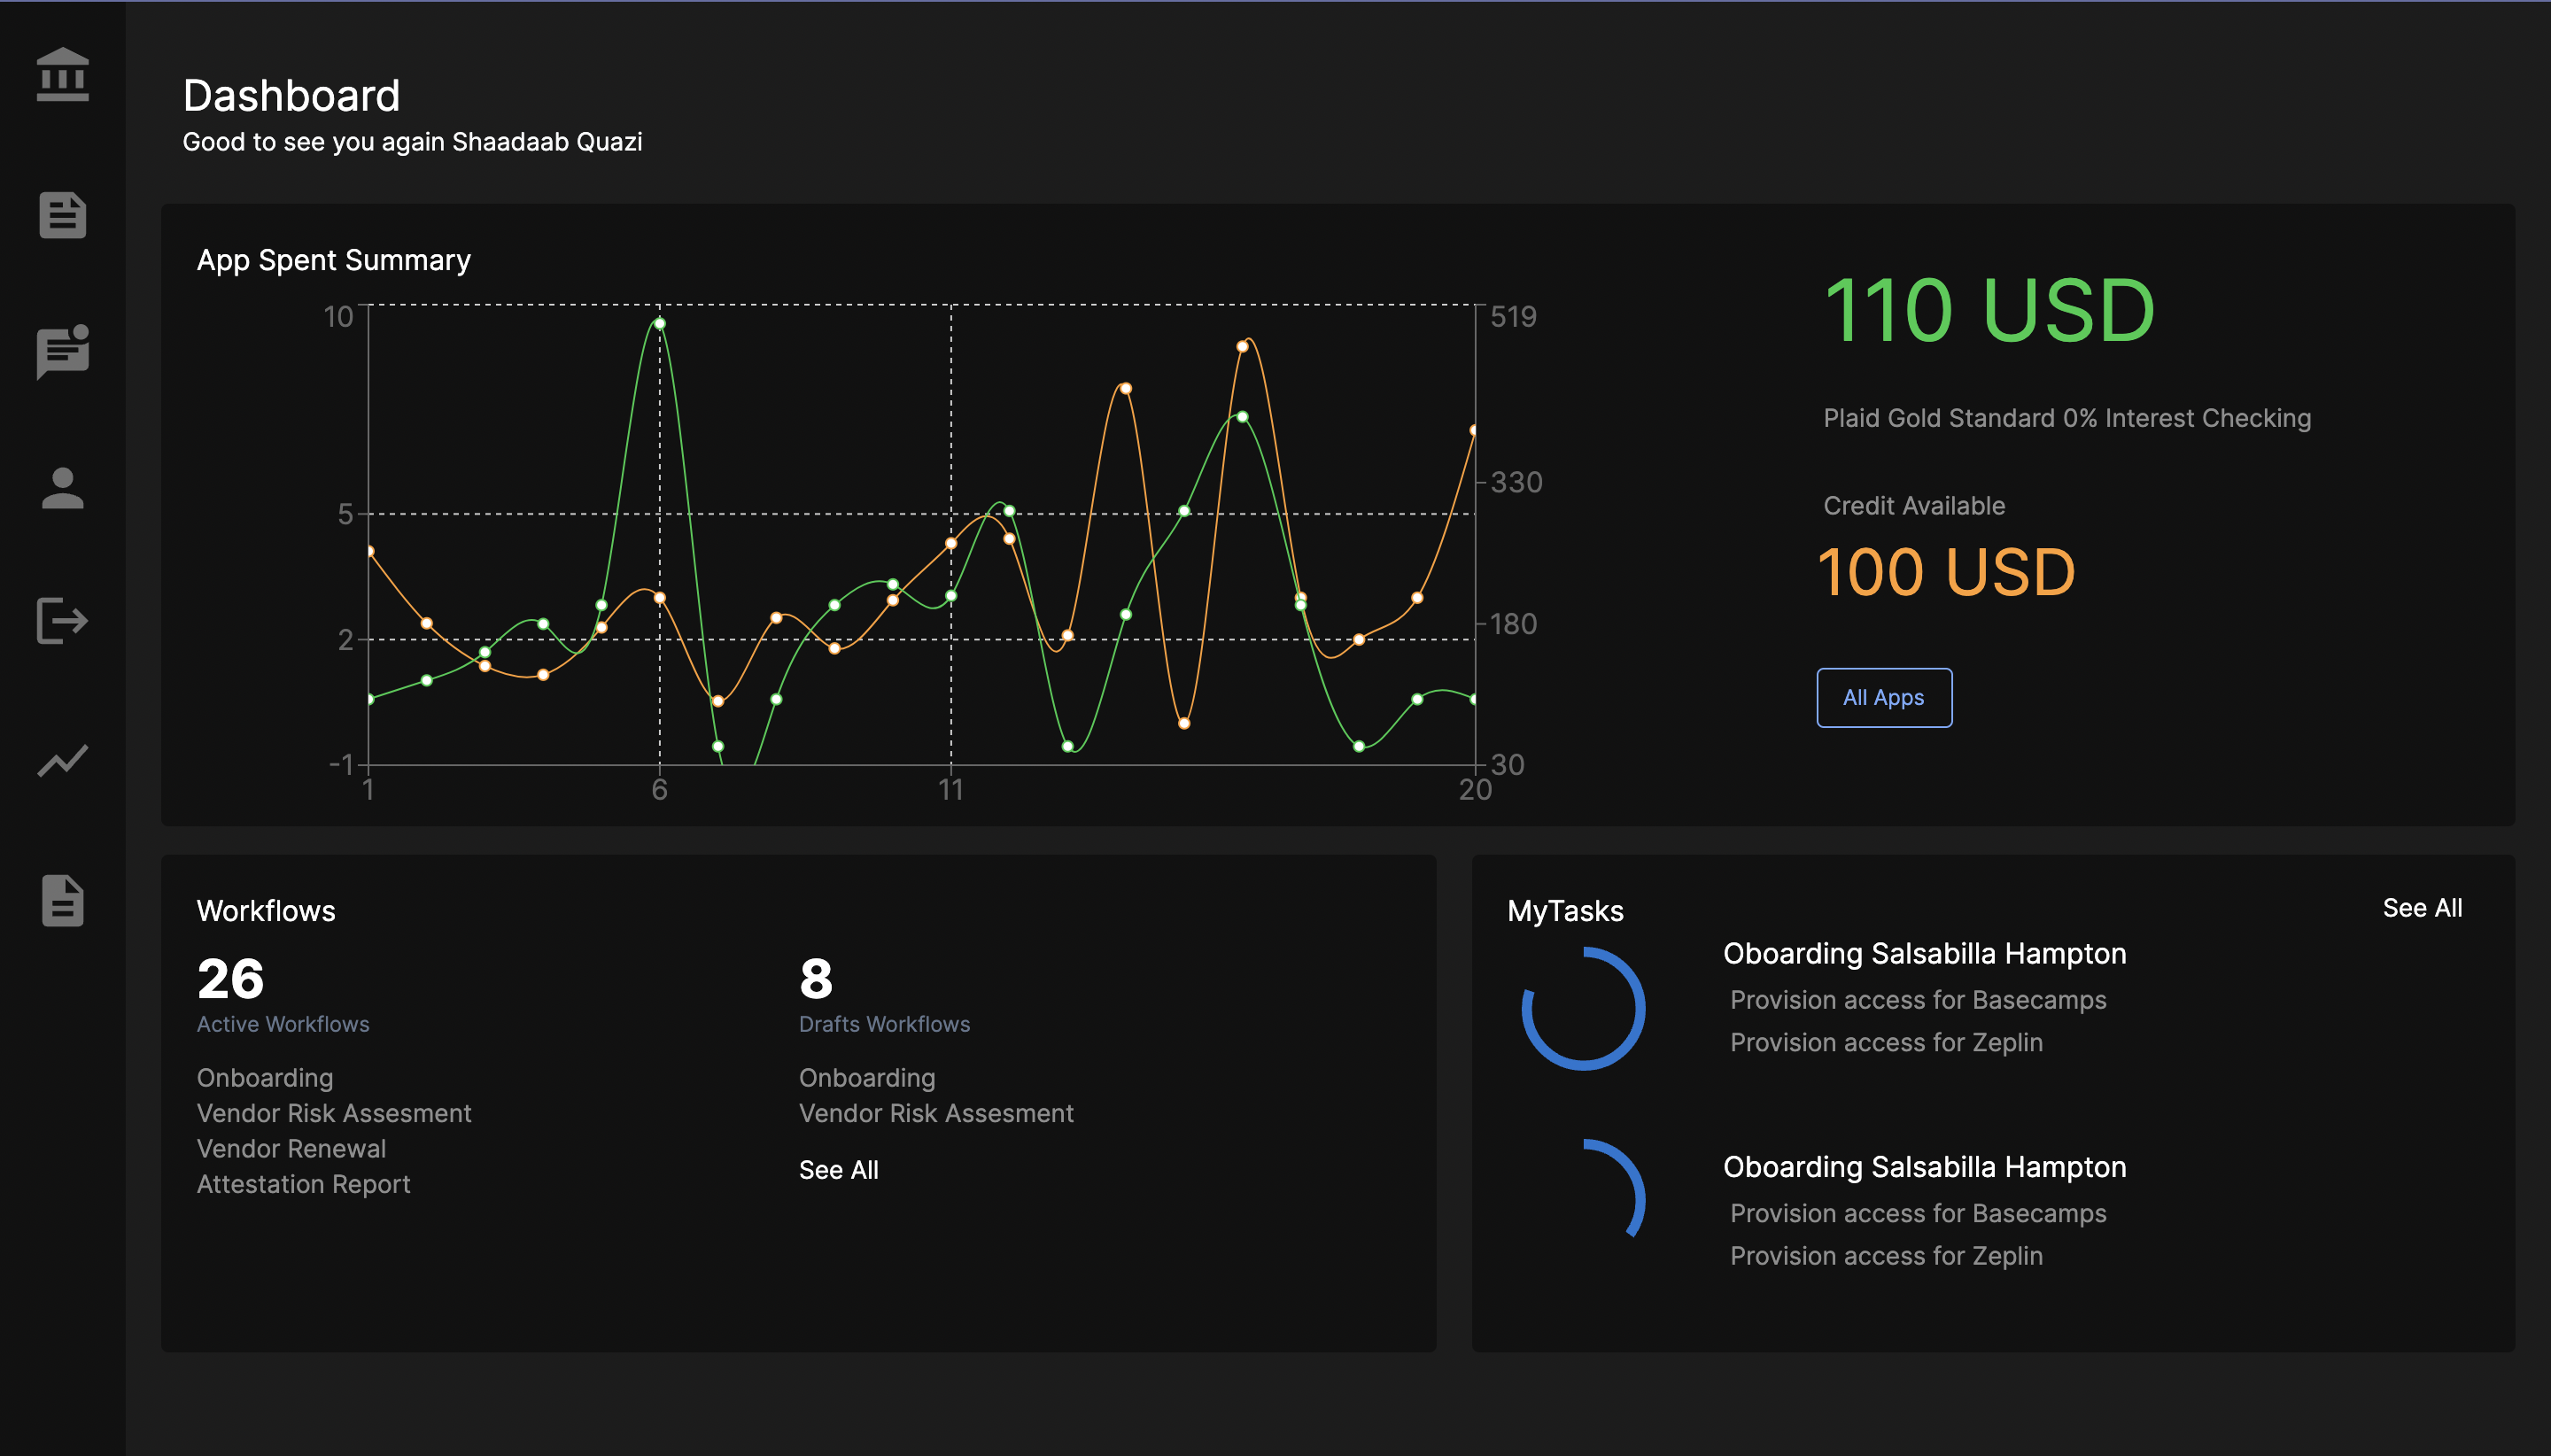 Dashboard
Good to see you again Shaadaab Quazi
App Spent Summary
10
5
2
-1
1
6
11
20
519
330
180
30
110 USD
Plaid Gold Standard 0% Interest Checking
Credit Available
100 USD
All Apps
Workflows
26
Active Workflows
Onboarding
Vendor Risk Assesment
Vendor Renewal
Attestation Report
8
Drafts Workflows
Onboarding
Vendor Risk Assesment
See All
MyTasks
See All
Oboarding Salsabilla Hampton
Provision access for Basecamps
Provision access for Zeplin
Oboarding Salsabilla Hampton
Provision access for Basecamps
Provision access for Zeplin